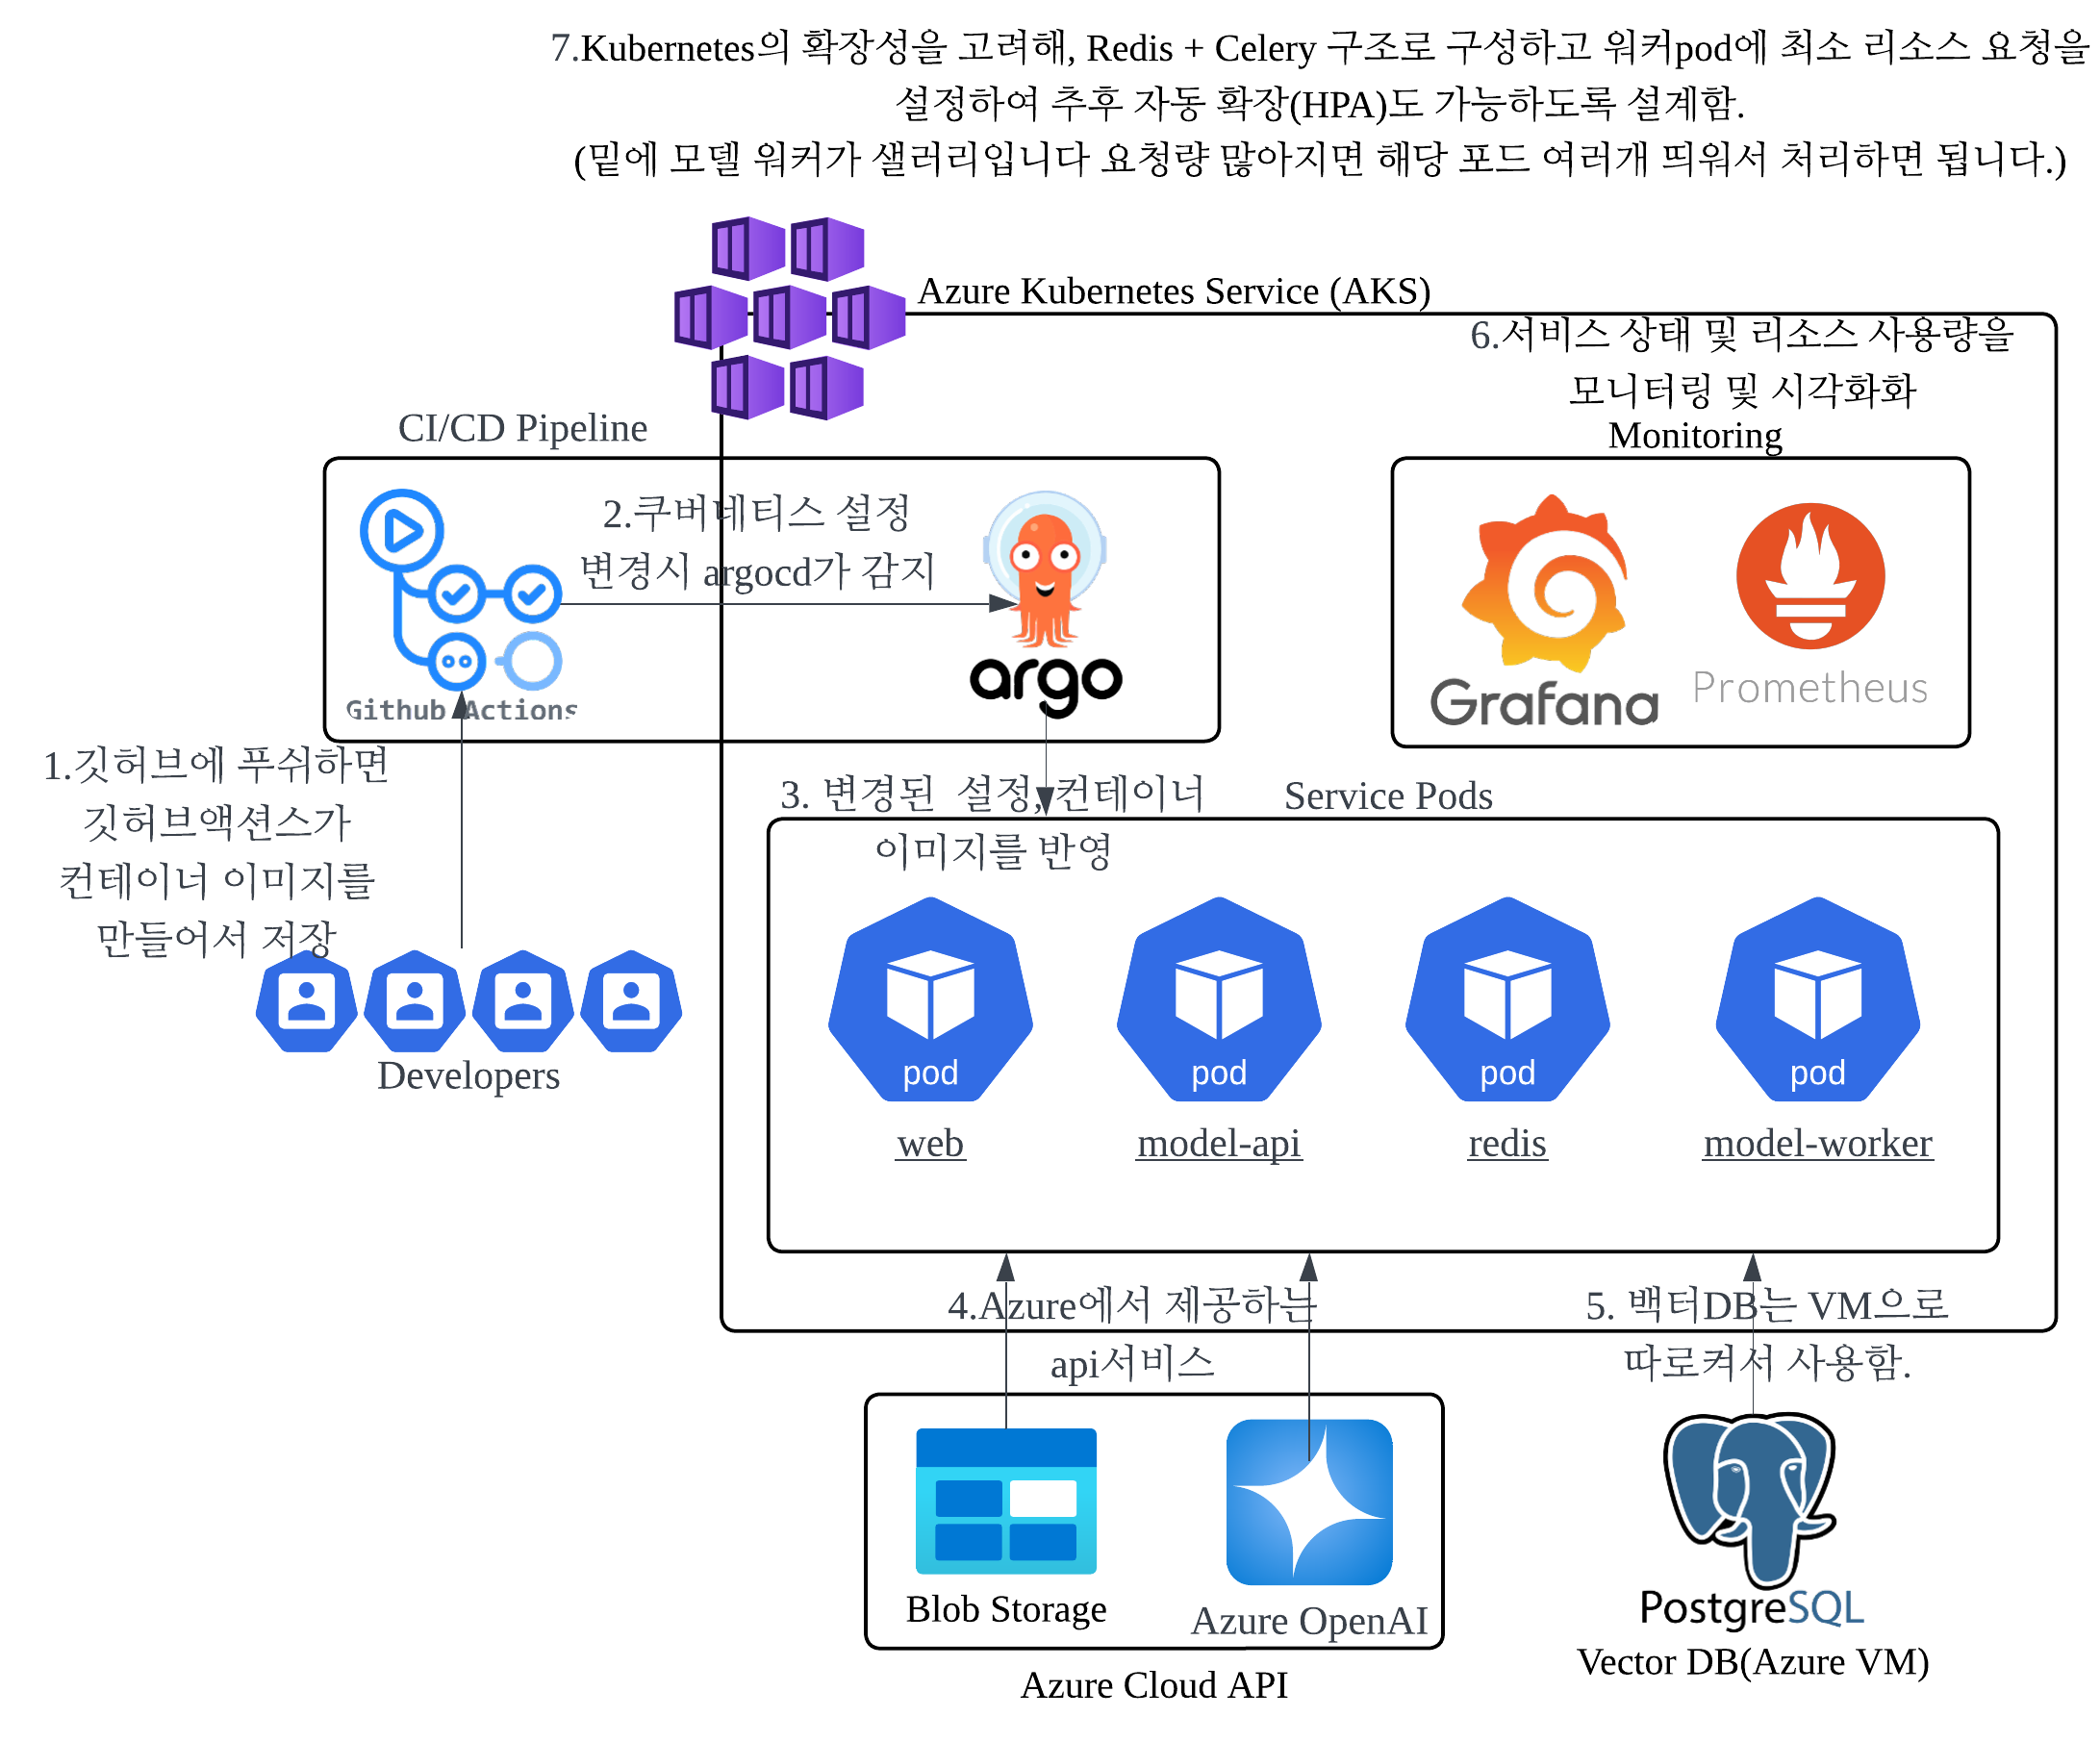 7.Kubernetes의 확장성을 고려해, Redis + Celery 구조로 구성하고 워커pod에 최소 리소스 요청을
설정하여 추후 자동 확장(HPA)도 가능하도록 설계함.
(밑에 모델 워커가 샐러리입니다 요청량 많아지면 해당 포드 여러개 띄워서 처리하면 됩니다.)
Azure Kubernetes Service (AKS)
6.서비스 상태 및 리소스 사용량을
모니터링 및 시각화화
Monitoring
CI/CD Pipeline
2.쿠버네티스 설정
변경시 argocd가 감지
Github Actions
argo
Grafana
Prometheus
1.깃허브에 푸쉬하면
깃허브액션스가
컨테이너 이미지를
만들어서 저장
Developers
3. 변경된 설정, 컨테이너
이미지를 반영
Service Pods
pod
pod
pod
pod
web
model-api
redis
model-worker
4.Azure에서 제공하는
api서비스
5. 백터DB는 VM으로
따로켜서 사용함.
Blob Storage
Azure OpenAI
Azure Cloud API
PostgreSQL
Vector DB(Azure VM)